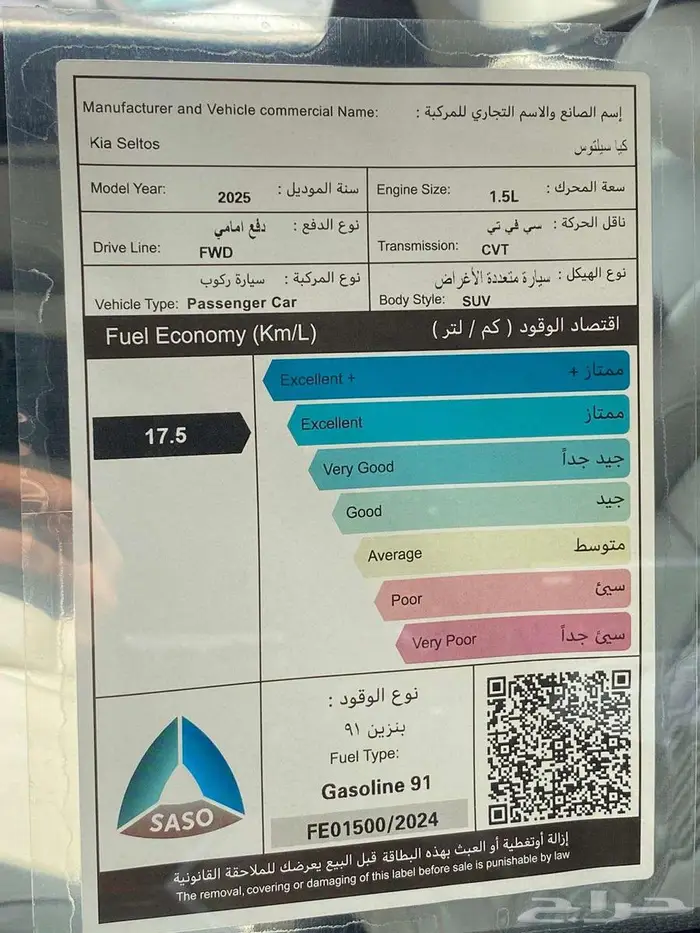 Manufacturer and Vehicle commercial Name: إسم الصانع والاسم التجاري للمركبة :
Kia Seltos كيا سيلتوس
Model Year: 2025 سنة الموديل :
Engine Size: 1.5L سعة المحرك :
نوع الدفع : دفع امامي
Drive Line: FWD
ناقل الحركة : سي في تي
Transmission: CVT
نوع المركبة : سيارة ركوب
Vehicle Type: Passenger Car
نوع الهيكل : سيارة متعددة الأغراض
Body Style: SUV
Fuel Economy (Km/L) اقتصاد الوقود ( كم / لتر )
Excellent + ممتاز +
17.5
Excellent ممتاز
Very Good جيد جداً
Good جيد
Average متوسط
Poor سيئ
Very Poor سيئ جداً
نوع الوقود :
بنزين ٩١
Fuel Type:
Gasoline 91
FE01500/2024
SASO
إزالة أوتغطية أو العبث بهذه البطاقة قبل البيع يعرضك للملاحقة القانونية
The removal, covering or damaging of this label before sale is punishable by law
حراج